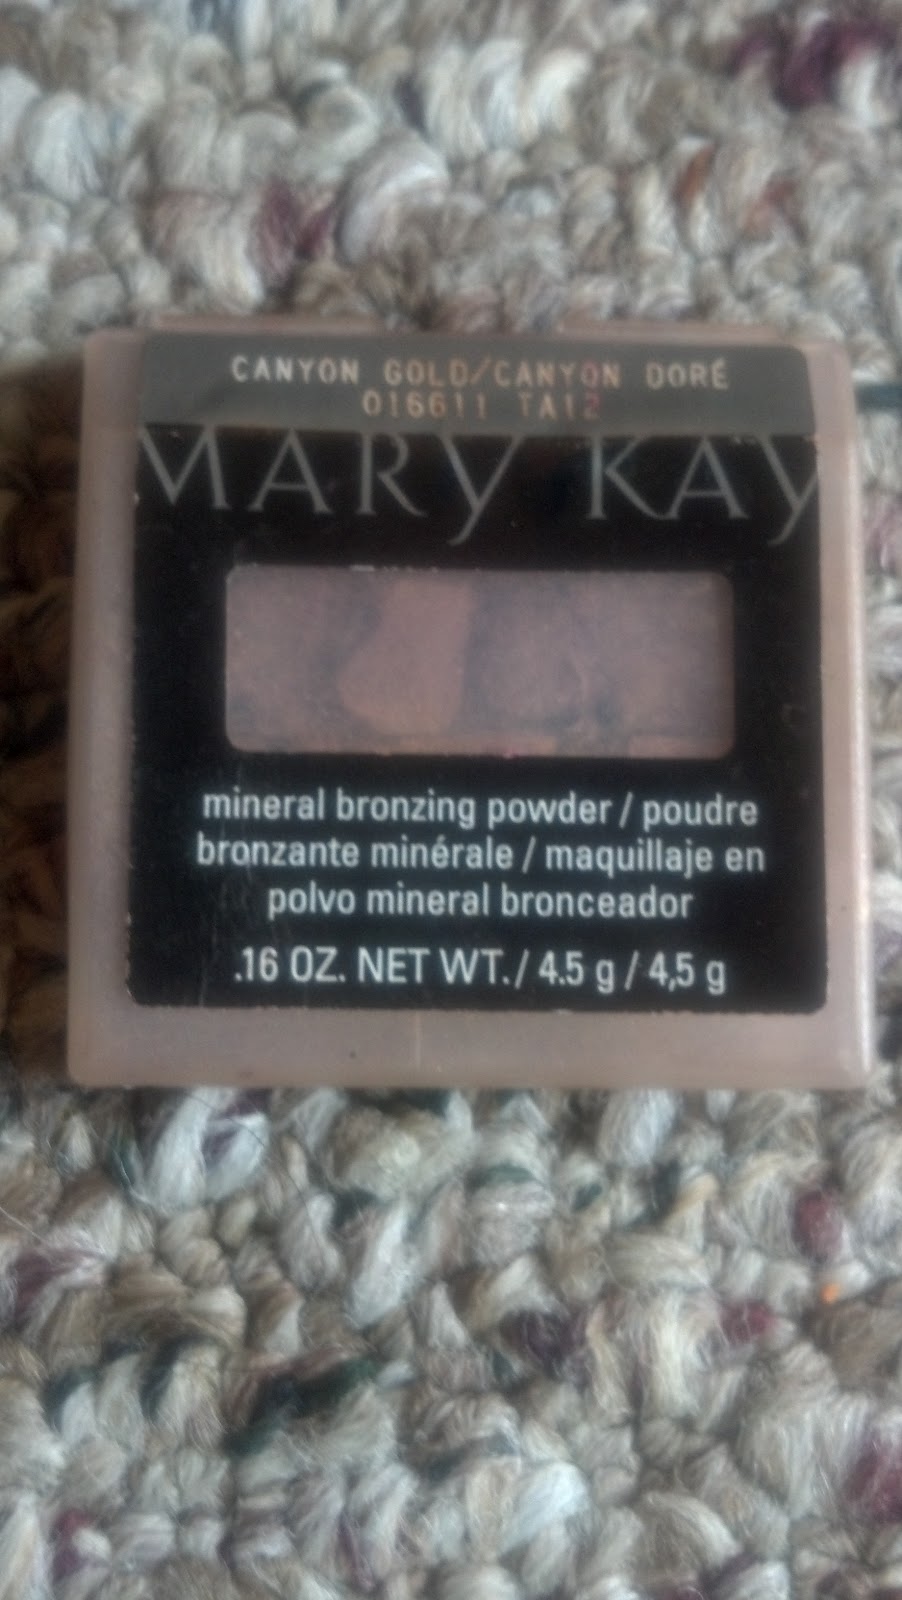 CANYON GOLD/CANYON DORÉ
016611 TA12
MARY KAY
mineral bronzing powder / poudre
bronzante minérale / maquillaje en
polvo mineral bronceador
.16 OZ. NET WT. / 4.5 g / 4,5 g